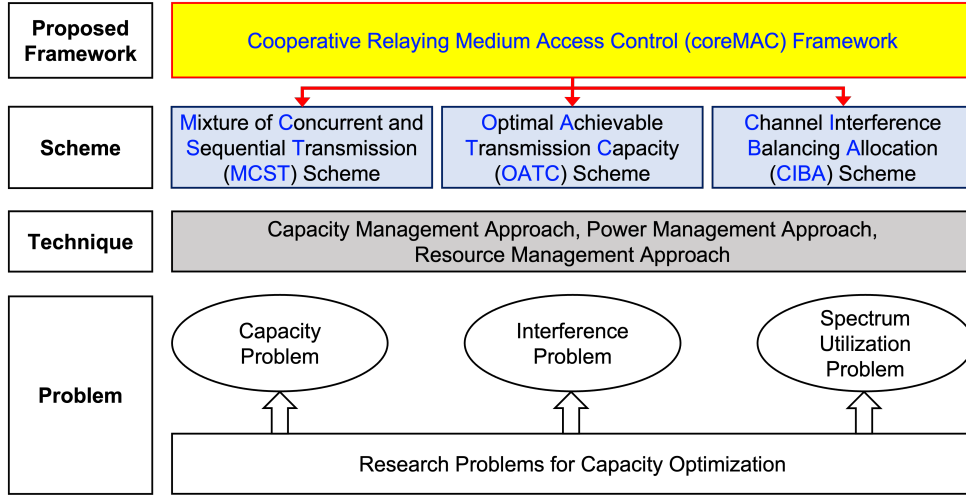 Proposed
Framework
Cooperative Relaying Medium Access Control (coreMAC) Framework
Scheme
Mixture of Concurrent and
Sequential Transmission
(MCST) Scheme
Optimal Achievable
Transmission Capacity
(OATC) Scheme
Channel Interference
Balancing Allocation
(CIBA) Scheme
Technique
Capacity Management Approach, Power Management Approach,
Resource Management Approach
Problem
Capacity
Problem
Interference
Problem
Spectrum
Utilization
Problem
Research Problems for Capacity Optimization